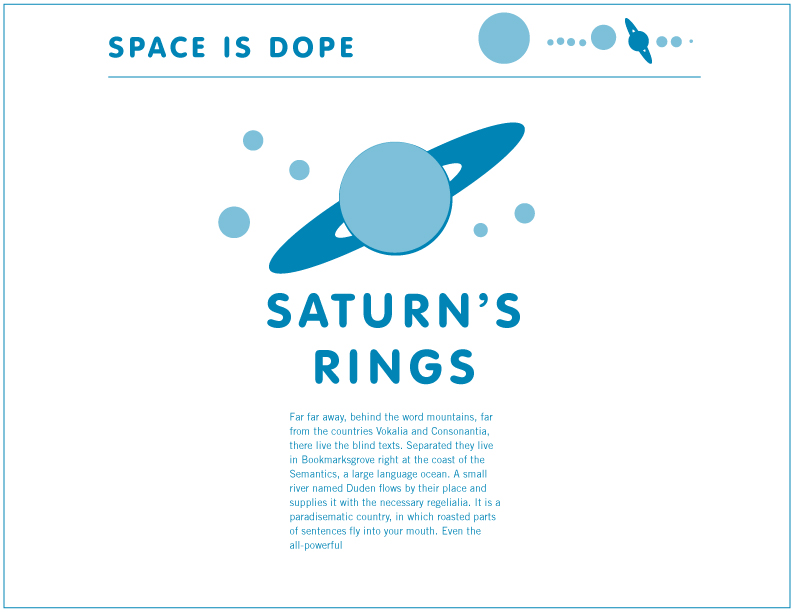 SPACE IS DOPE
SATURN’S
RINGS
Far far away, behind the word mountains, far
from the countries Vokalia and Consonantia,
there live the blind texts. Separated they live
in Bookmarksgrove right at the coast of the
Semantics, a large language ocean. A small
river named Duden flows by their place and
supplies it with the necessary regelialia. It is a
paradisematic country, in which roasted parts
of sentences fly into your mouth. Even the
all-powerful